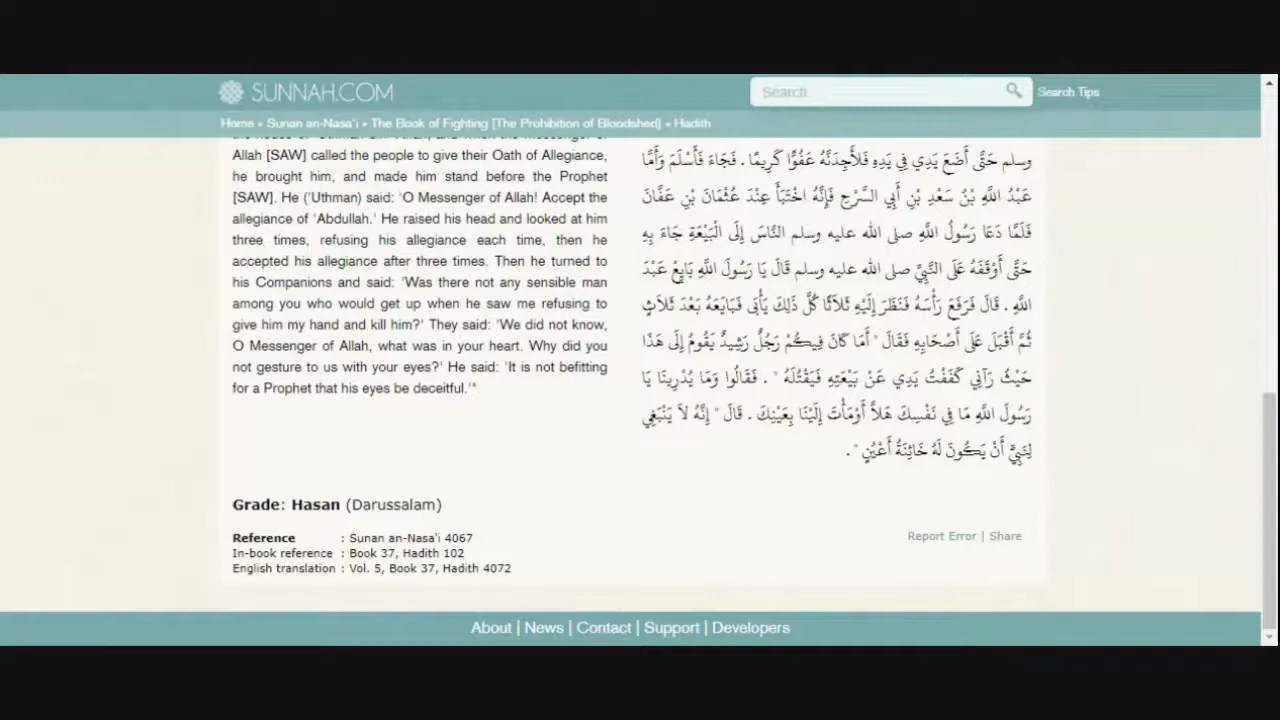 SUNNAH.COM
Search
Search Tips
Home » Sunan an-Nasa'i » The Book of Fighting [The Prohibition of Bloodshed] » Hadith
Allah [SAW] called the people to give their Oath of Allegiance,
he brought him, and made him stand before the Prophet
[SAW]. He ('Uthman) said: 'O Messenger of Allah! Accept the
allegiance of 'Abdullah.' He raised his head and looked at him
three times, refusing his allegiance each time, then he
accepted his allegiance after three times. Then he turned to
his Companions and said: 'Was there not any sensible man
among you who would get up when he saw me refusing to
give him my hand and kill him?' They said: 'We did not know,
O Messenger of Allah, what was in your heart. Why did you
not gesture to us with your eyes?' He said: 'It is not befitting
for a Prophet that his eyes be deceitful.'"
وسلم حَتَّى أَضَعَ يَدِي فِي يَدِهِ فَلأَجِدَنَّهُ عَفُوًّا كَرِيمًا . فَجَاءَ فَأَسْلَمَ وَأَمَّا
عَبْدُ اللَّهِ بْنُ سَعْدِ بْنِ أَبِي السَّرْحِ فَإِنَّهُ اخْتَبَأَ عِنْدَ عُثْمَانَ بْنِ عَفَّانَ
فَلَمَّا دَعَا رَسُولُ اللَّهِ صلى الله عليه وسلم النَّاسَ إِلَى الْبَيْعَةِ جَاءَ بِهِ
حَتَّى أَوْقَفَهُ عَلَى النَّبِيِّ صلى الله عليه وسلم قَالَ يَا رَسُولَ اللَّهِ بَايِعْ عَبْدَ
اللَّهِ . قَالَ فَرَفَعَ رَأْسَهُ فَنَظَرَ إِلَيْهِ ثَلاَثًا كُلَّ ذَلِكَ يَأْبَى فَبَايَعَهُ بَعْدَ ثَلاَثٍ
ثُمَّ أَقْبَلَ عَلَى أَصْحَابِهِ فَقَالَ " أَمَا كَانَ فِيكُمْ رَجُلٌ رَشِيدٌ يَقُومُ إِلَى هَذَا
حَيْثُ رَآنِي كَفَفْتُ يَدِي عَنْ بَيْعَتِهِ فَيَقْتُلَهُ " . فَقَالُوا وَمَا يُدْرِينَا يَا
رَسُولَ اللَّهِ مَا فِي نَفْسِكَ هَلاَّ أَوْمَأْتَ إِلَيْنَا بِعَيْنِكَ . قَالَ " إِنَّهُ لاَ يَنْبَغِي
لِنَبِيٍّ أَنْ يَكُونَ لَهُ خَائِنَةُ أَعْيُنٍ " .
Grade: Hasan (Darussalam)
Reference : Sunan an-Nasa'i 4067
In-book reference : Book 37, Hadith 102
English translation : Vol. 5, Book 37, Hadith 4072
Report Error | Share
About | News | Contact | Support | Developers